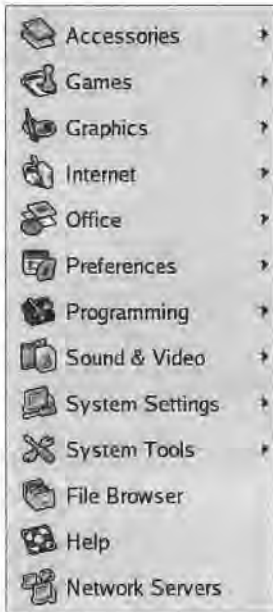 Accessories
Games
Graphics
Internet
Office
Preferences
Programming
Sound & Video
System Settings
System Tools
File Browser
Help
Network Servers